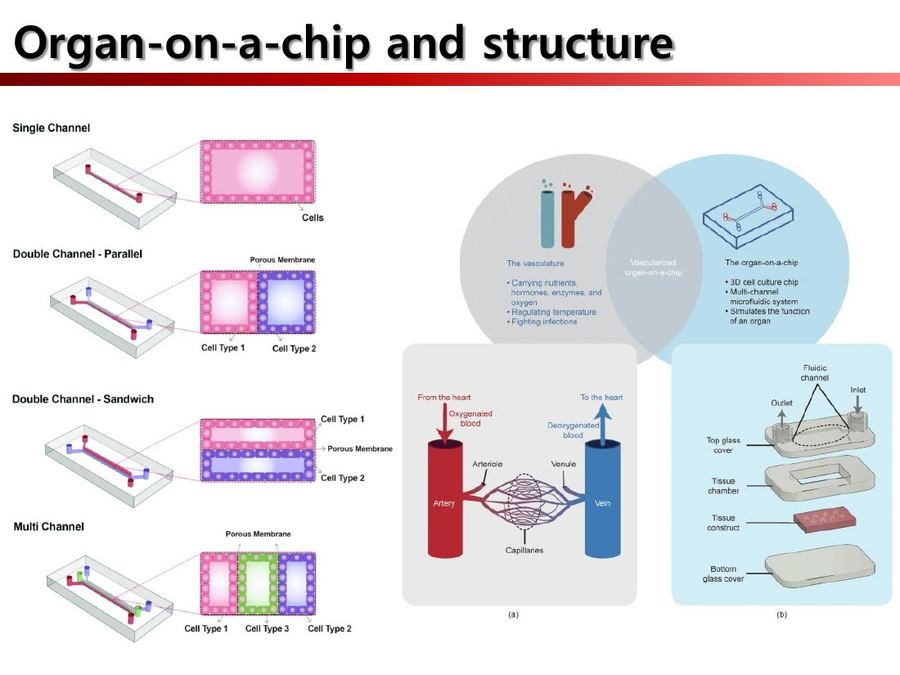 Organ-on-a-chip and structure
Single Channel
Cells
Double Channel - Parallel
Porous Membrane
Cell Type 1
Cell Type 2
Double Channel - Sandwich
Cell Type 1
Porous Membrane
Cell Type 2
Multi Channel
Porous Membrane
Cell Type 1
Cell Type 3
Cell Type 2
The vasculature
• Carrying nutrients,
hormones, enzymes, and
oxygen
• Regulating temperature
• Fighting infections
Vascularized
organ-on-a-chip
The organ-on-a-chip
• 3D cell culture chip
• Multi-channel
microfluidic system
• Simulates the function
of an organ
From the heart
To the heart
Oxygenated
blood
Deoxygenated
blood
Arteriole
Venule
Artery
Vein
Capillaries
(a)
Fluidic
channel
Inlet
Outlet
Top glass
cover
Tissue
chamber
Tissue
construct
Bottom
glass cover
(b)